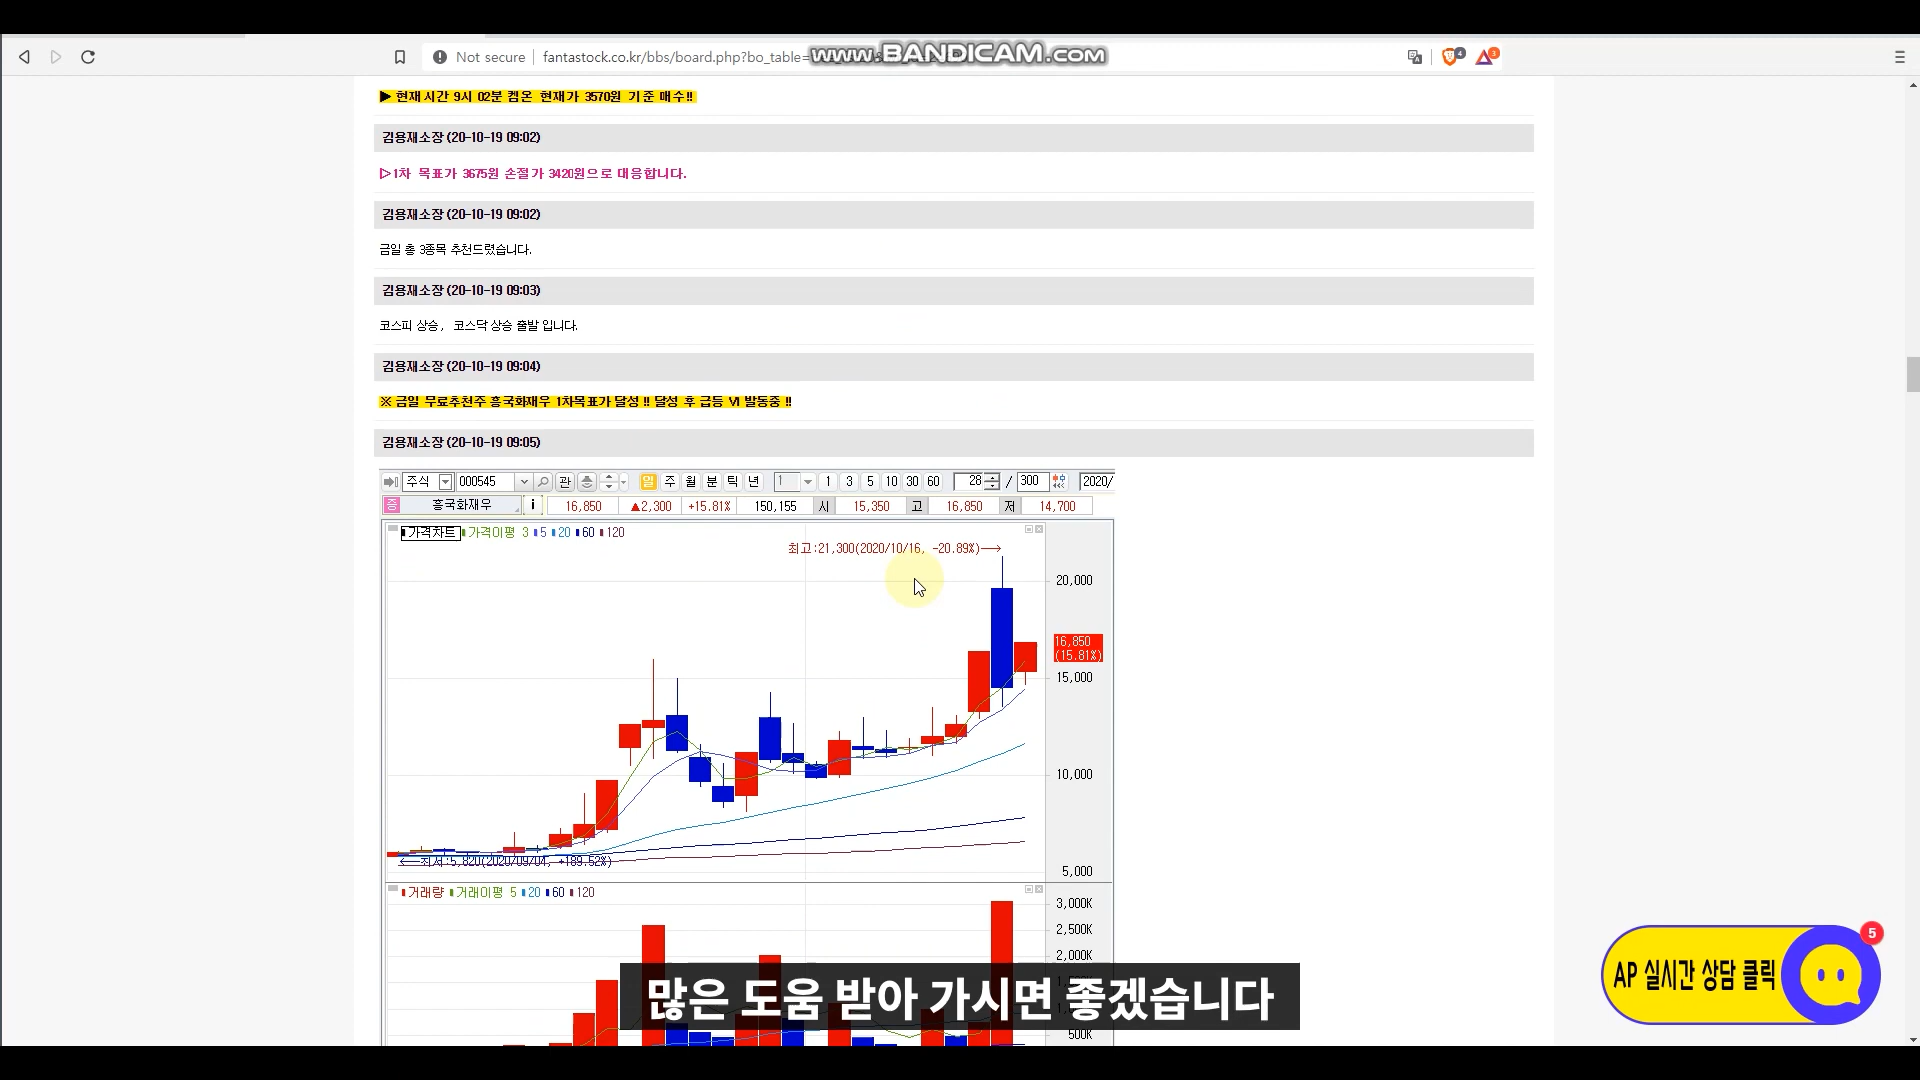 Not secure fantastock.co.kr/bbs/board.php?bo_table=
www.BANDICAM.com
4
3
▶ 현재시간 9시 02분 켐온 현재가 3570원 기준 매수!!
김용재소장 (20-10-19 09:02)
▷1차 목표가 3675원 손절가 3420원으로 대응합니다.
김용재소장 (20-10-19 09:02)
금일 총 3종목 추천드렸습니다.
김용재소장 (20-10-19 09:03)
코스피 상승, 코스닥 상승 출발 입니다.
김용재소장 (20-10-19 09:04)
※ 금일 무료추천주 흥국화재우 1차목표가 달성 !! 달성 후 급등 VI 발동중 !!
김용재소장 (20-10-19 09:05)
주식 000545 관 일 주 월 분 틱 년 1 1 3 5 10 30 60 28 / 300 2020/
증 흥국화재우 i 16,850 ▲2,300 +15.81% 150,155 시 15,350 고 16,850 저 14,700
가격차트 가격이평 3 5 20 60 120
최고:21,300(2020/10/16, -20.89%)→
20,000
16,850
(15.81%)
15,000
10,000
←최저:5,820(2020/09/04, +189.52%)
5,000
거래량 거래이평 5 20 60 120
3,000K
2,500K
2,000K
500K
많은 도움 받아 가시면 좋겠습니다
AP 실시간 상담 클릭
5